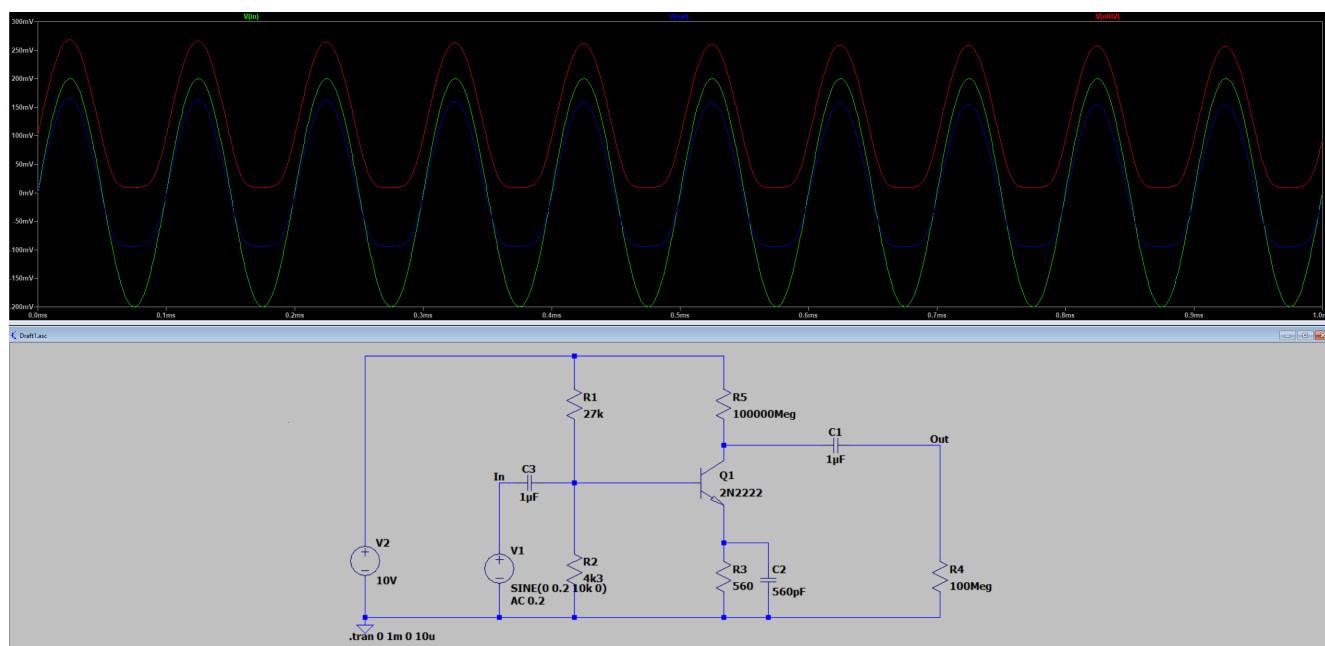 V(in) V(out) V(n002)
300mV
250mV
200mV
150mV
100mV
50mV
0mV
-50mV
-100mV
-150mV
-200mV
0.0ms 0.1ms 0.2ms 0.3ms 0.4ms 0.5ms 0.6ms 0.7ms 0.8ms 0.9ms
Draft1.asc
R1
27k
R5
100000Meg
C1
1µF
Out
In
C3
1µF
Q1
2N2222
V2
10V
V1
SINE(0 0.2 10k 0)
AC 0.2
R2
4k3
R3
560
C2
560pF
R4
100Meg
.tran 0 1m 0 10u